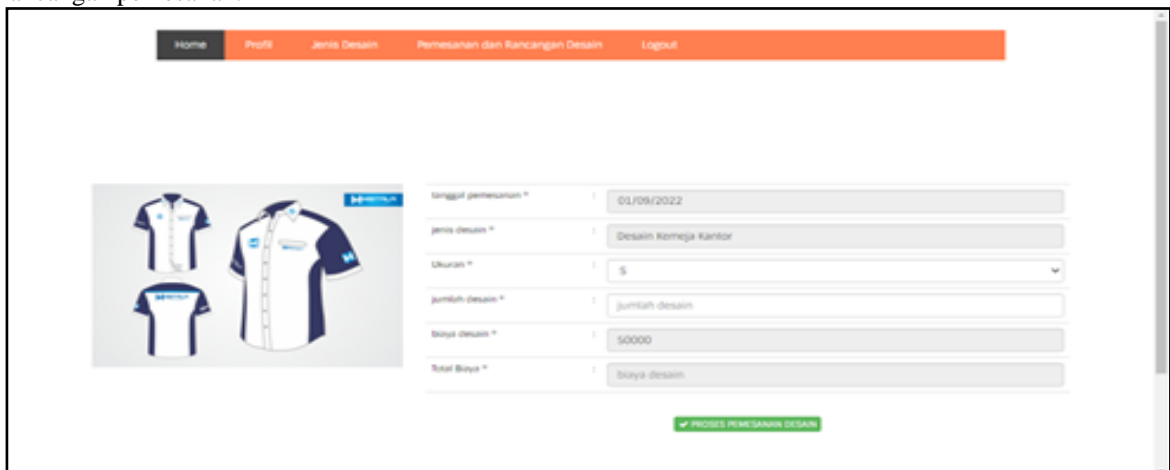 Home Profil Jenis Desain Pemesanan dan Rancangan Desain Logout
tanggal pemesanan * : 01/09/2022
jenis desain * : Desain Kemeja Kantor
Ukuran * : S
jumlah desain * : jumlah desain
biaya desain * : 50000
Total Biaya * : biaya desain
PROSES PEMESANAN DESAIN